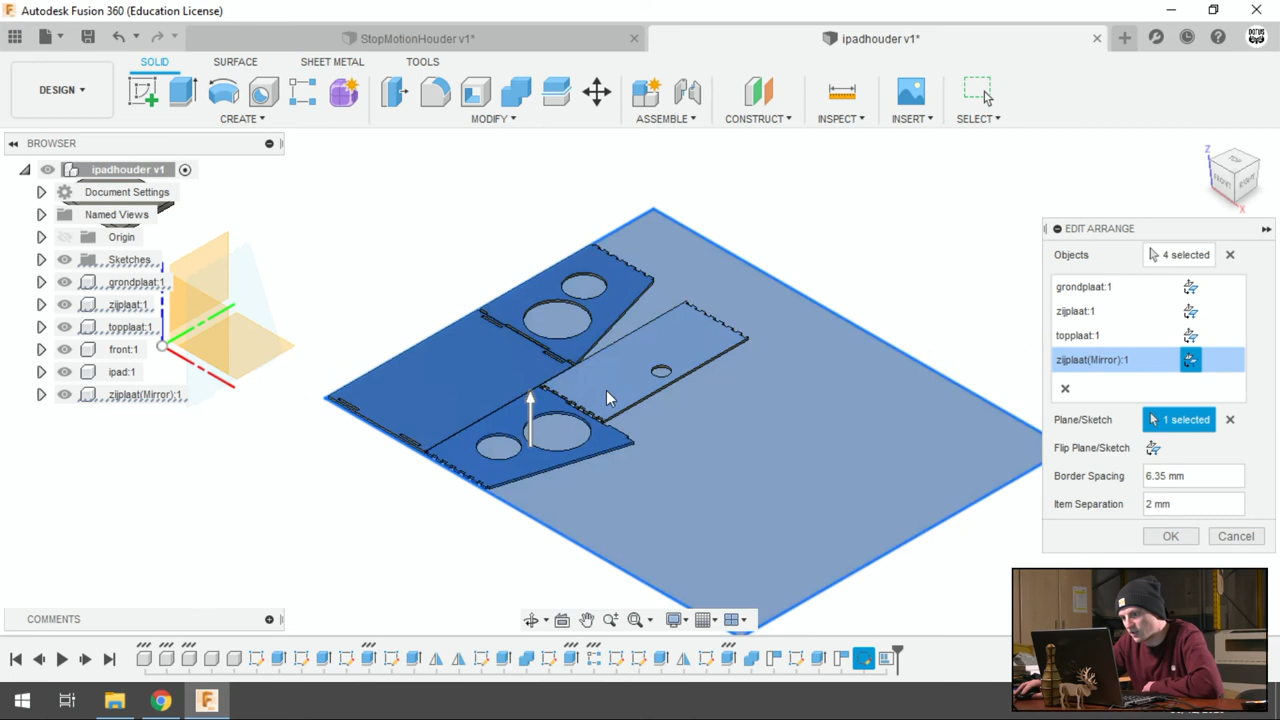 Autodesk Fusion 360 (Education License)
StopMotionHouder v1*
ipadhouder v1*
DESIGN
SOLID
SURFACE
SHEET METAL
TOOLS
CREATE
MODIFY
ASSEMBLE
CONSTRUCT
INSPECT
INSERT
SELECT
BROWSER
ipadhouder v1
Document Settings
Named Views
Origin
Sketches
grondplaat:1
zijplaat:1
topplaat:1
front:1
ipad:1
zijplaat(Mirror):1
Z
TOP
FRONT
RIGHT
X
EDIT ARRANGE
Objects
4 selected
grondplaat:1
zijplaat:1
topplaat:1
zijplaat(Mirror):1
Plane/Sketch
1 selected
Flip Plane/Sketch
Border Spacing
6.35 mm
Item Separation
2 mm
OK
Cancel
COMMENTS